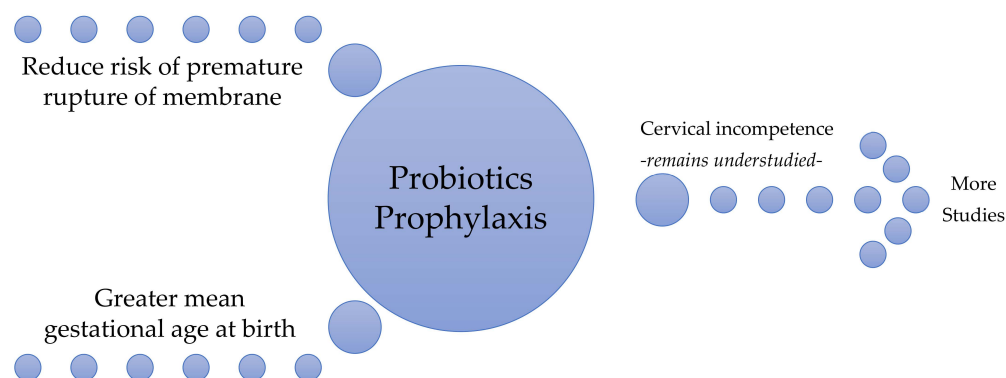 Reduce risk of premature
rupture of membrane
Probiotics
Prophylaxis
Greater mean
gestational age at birth
Cervical incompetence
-remains understudied-
More
Studies